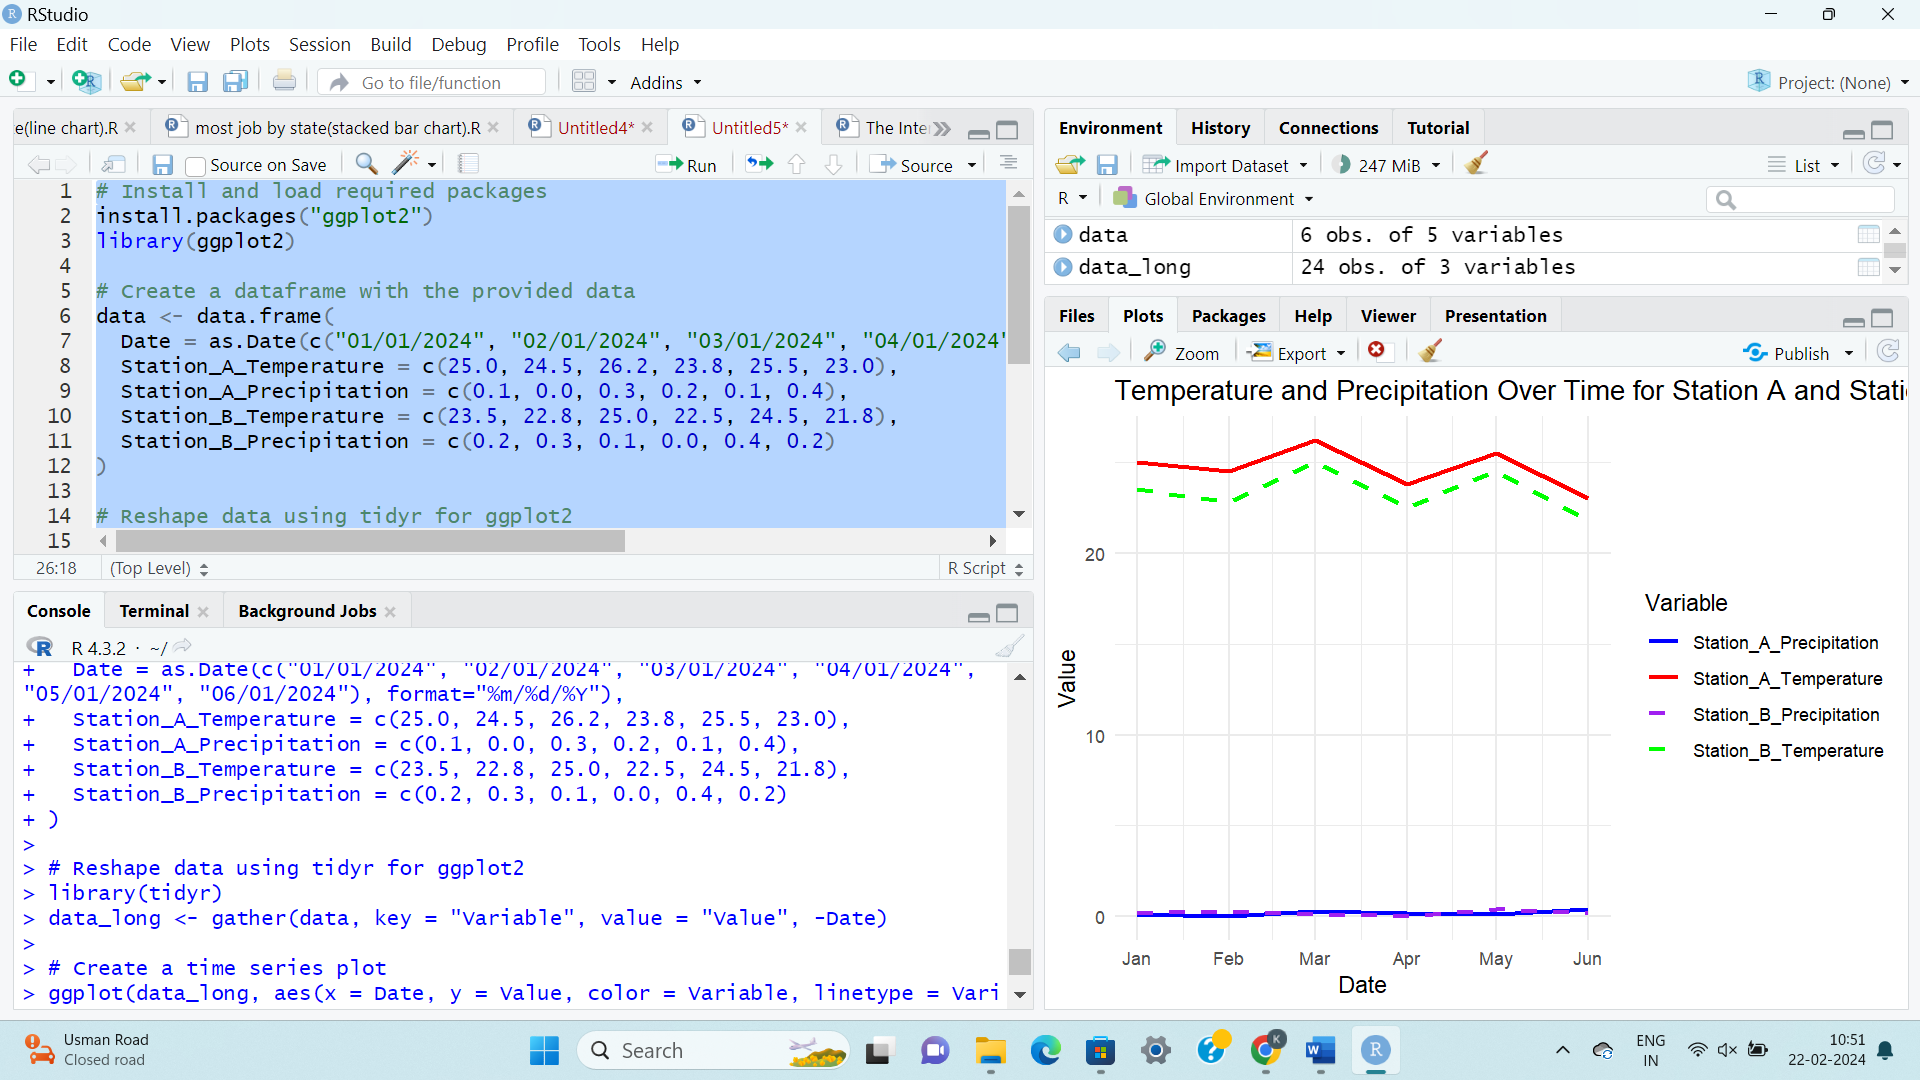 RStudio
File Edit Code View Plots Session Build Debug Profile Tools Help
Go to file/function Addins Project: (None)
e(line chart).R most job by state(stacked bar chart).R Untitled4* Untitled5* The Inte
Source on Save Run Source
1 # Install and load required packages
2 install.packages("ggplot2")
3 library(ggplot2)
4
5 # Create a dataframe with the provided data
6 data <- data.frame(
7 Date = as.Date(c("01/01/2024", "02/01/2024", "03/01/2024", "04/01/2024"
8 Station_A_Temperature = c(25.0, 24.5, 26.2, 23.8, 25.5, 23.0),
9 Station_A_Precipitation = c(0.1, 0.0, 0.3, 0.2, 0.1, 0.4),
10 Station_B_Temperature = c(23.5, 22.8, 25.0, 22.5, 24.5, 21.8),
11 Station_B_Precipitation = c(0.2, 0.3, 0.1, 0.0, 0.4, 0.2)
12 )
13
14 # Reshape data using tidyr for ggplot2
15
26:18 (Top Level) R Script
Console Terminal Background Jobs
R 4.3.2 · ~/
+ Date = as.Date(c("01/01/2024", "02/01/2024", "03/01/2024", "04/01/2024",
"05/01/2024", "06/01/2024"), format="%m/%d/%Y"),
+ Station_A_Temperature = c(25.0, 24.5, 26.2, 23.8, 25.5, 23.0),
+ Station_A_Precipitation = c(0.1, 0.0, 0.3, 0.2, 0.1, 0.4),
+ Station_B_Temperature = c(23.5, 22.8, 25.0, 22.5, 24.5, 21.8),
+ Station_B_Precipitation = c(0.2, 0.3, 0.1, 0.0, 0.4, 0.2)
+ )
>
> # Reshape data using tidyr for ggplot2
> library(tidyr)
> data_long <- gather(data, key = "Variable", value = "Value", -Date)
>
> # Create a time series plot
> ggplot(data_long, aes(x = Date, y = Value, color = Variable, linetype = Vari
Environment History Connections Tutorial
Import Dataset 247 MiB List
R Global Environment
data 6 obs. of 5 variables
data_long 24 obs. of 3 variables
Files Plots Packages Help Viewer Presentation
Zoom Export Publish
Temperature and Precipitation Over Time for Station A and Stati
20
10
0
Value
Jan Feb Mar Apr May Jun
Date
Variable
Station_A_Precipitation
Station_A_Temperature
Station_B_Precipitation
Station_B_Temperature
Usman Road
Closed road
Search
ENG
IN
10:51
22-02-2024